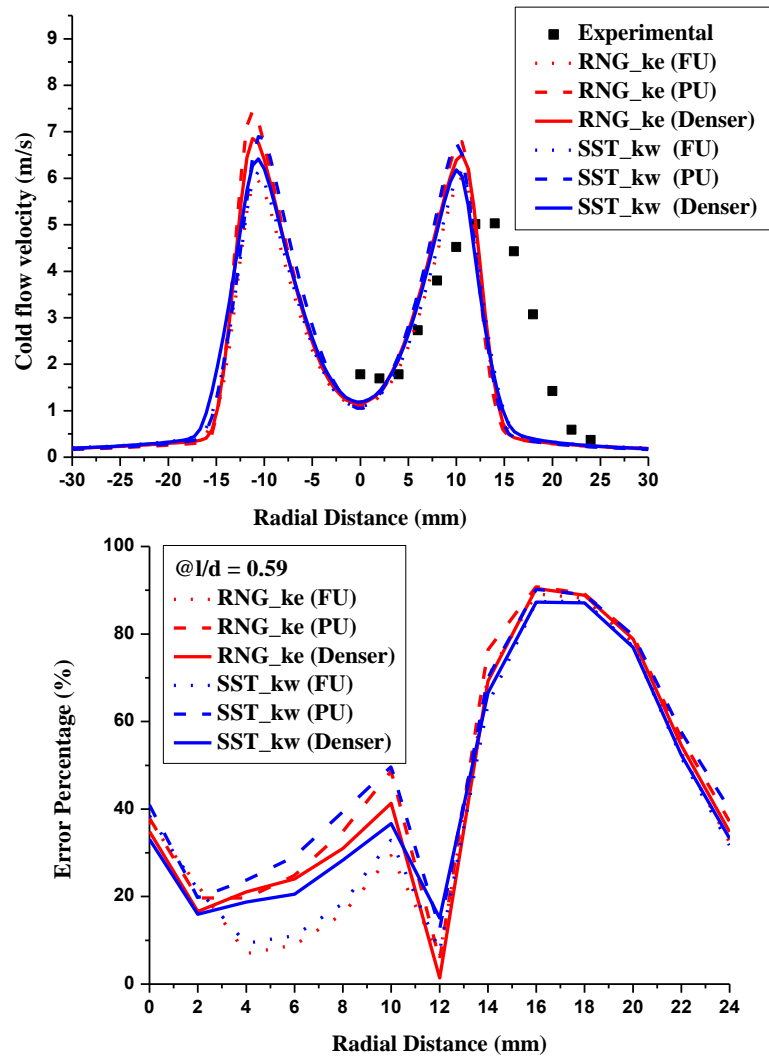 Experimental
RNG_ke (FU)
RNG_ke (PU)
RNG_ke (Denser)
SST_kw (FU)
SST_kw (PU)
SST_kw (Denser)
9
8
7
6
5
4
3
2
1
0
Cold flow velocity (m/s)
-30 -25 -20 -15 -10 -5 0 5 10 15 20 25 30
Radial Distance (mm)
@l/d = 0.59
RNG_ke (FU)
RNG_ke (PU)
RNG_ke (Denser)
SST_kw (FU)
SST_kw (PU)
SST_kw (Denser)
100
80
60
40
20
0
Error Percentage (%)
0 2 4 6 8 10 12 14 16 18 20 22 24
Radial Distance (mm)